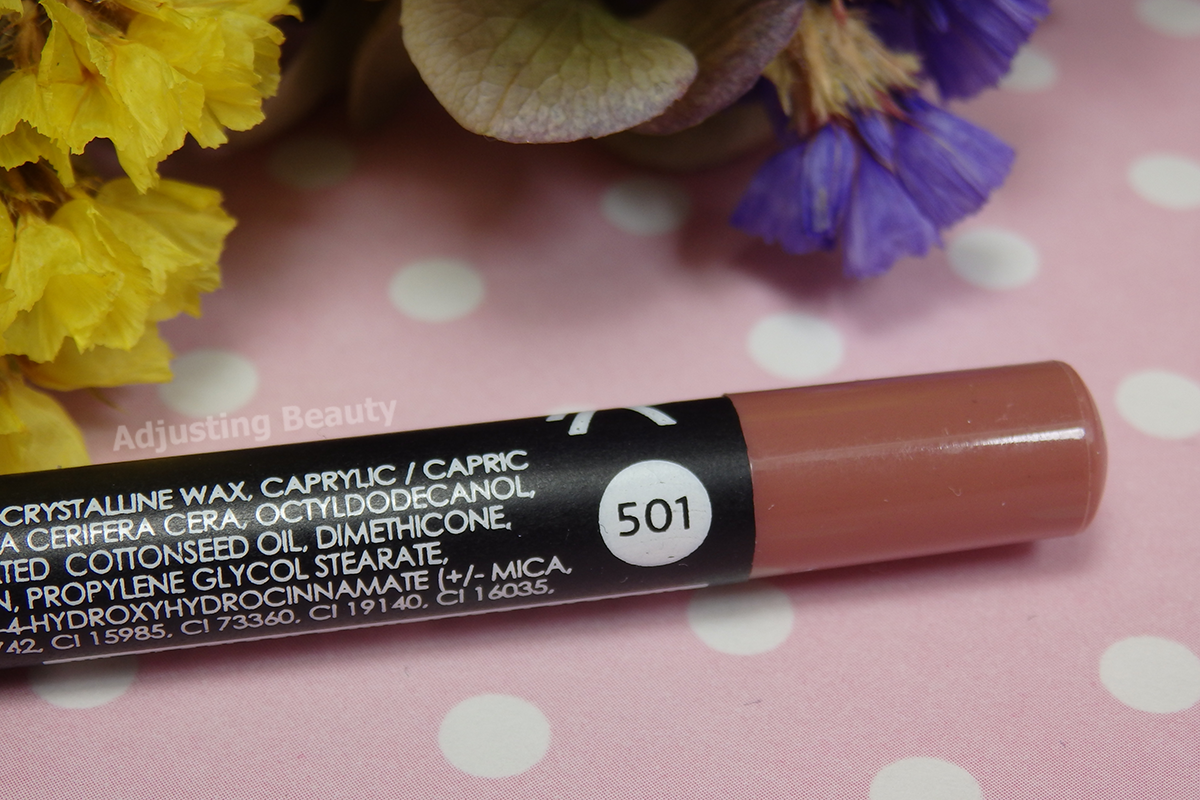 Adjusting Beauty
CRYSTALLINE WAX, CAPRYLIC / CAPRIC
A CERIFERA CERA, OCTYLDODECANOL,
TED COTTONSEED OIL, DIMETHICONE,
N, PROPYLENE GLYCOL STEARATE,
-4-HYDROXYHYDROCINNAMATE (+/- MICA,
742, CI 15985, CI 73360, CI 19140, CI 16035,
501